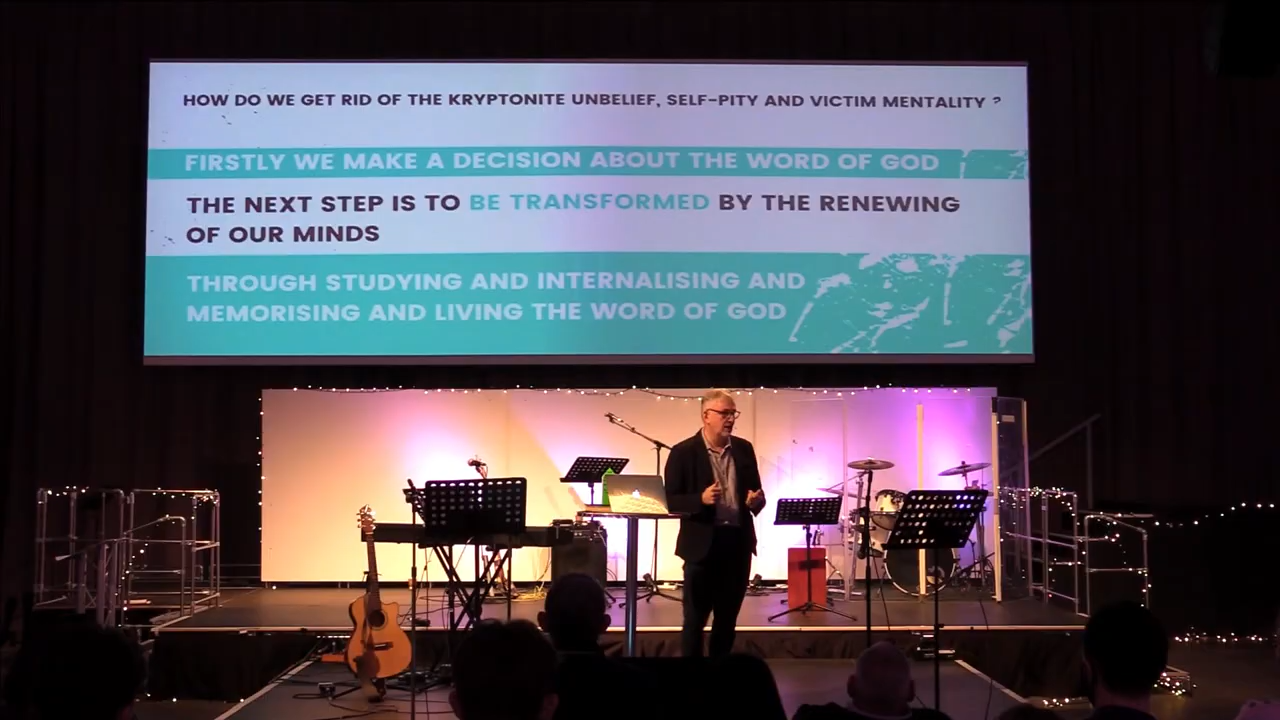 HOW DO WE GET RID OF THE KRYPTONITE UNBELIEF, SELF-PITY AND VICTIM MENTALITY ?
FIRSTLY WE MAKE A DECISION ABOUT THE WORD OF GOD
THE NEXT STEP IS TO BE TRANSFORMED BY THE RENEWING
OF OUR MINDS
THROUGH STUDYING AND INTERNALISING AND
MEMORISING AND LIVING THE WORD OF GOD